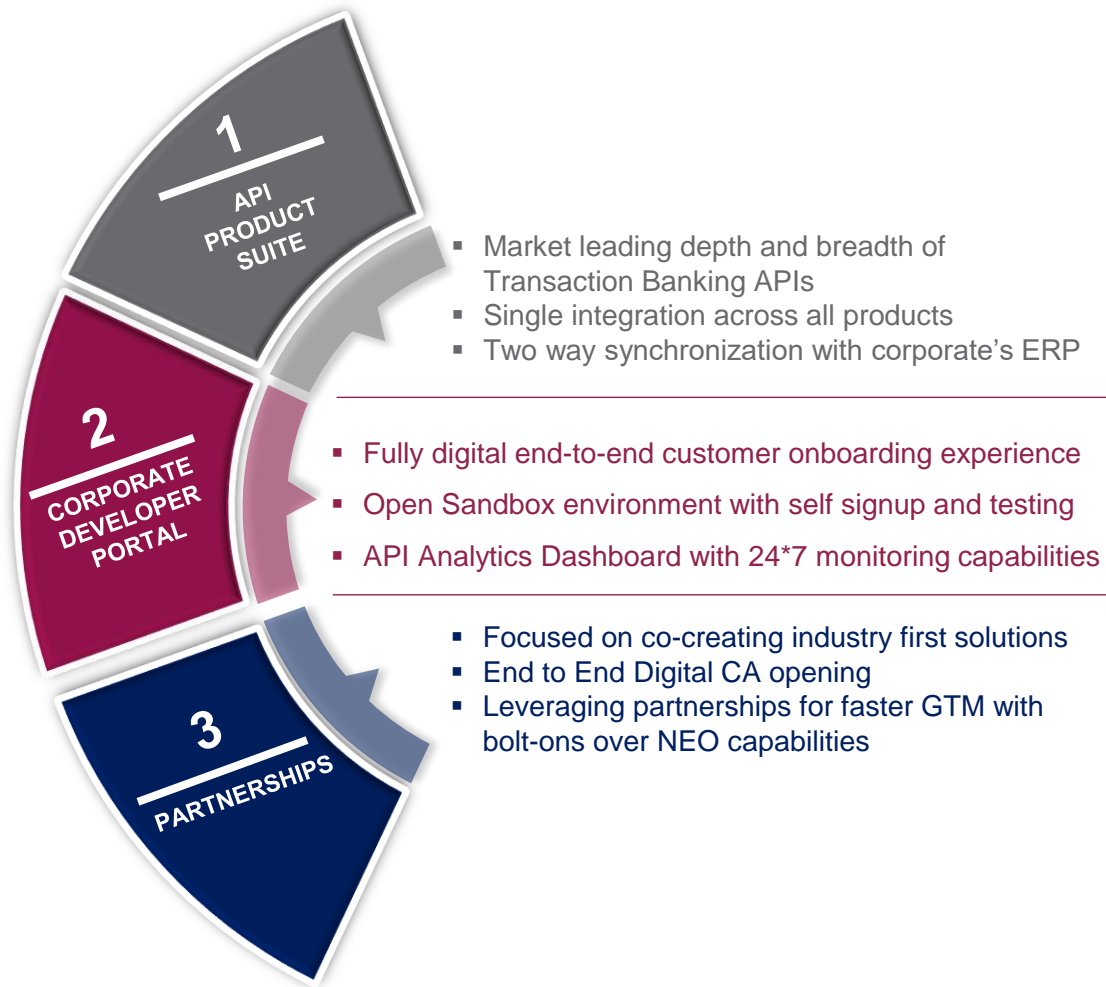 1
API
PRODUCT
SUITE
▪ Market leading depth and breadth of
Transaction Banking APIs
▪ Single integration across all products
▪ Two way synchronization with corporate’s ERP
2
CORPORATE
DEVELOPER
PORTAL
▪ Fully digital end-to-end customer onboarding experience
▪ Open Sandbox environment with self signup and testing
▪ API Analytics Dashboard with 24*7 monitoring capabilities
3
PARTNERSHIPS
▪ Focused on co-creating industry first solutions
▪ End to End Digital CA opening
▪ Leveraging partnerships for faster GTM with
bolt-ons over NEO capabilities